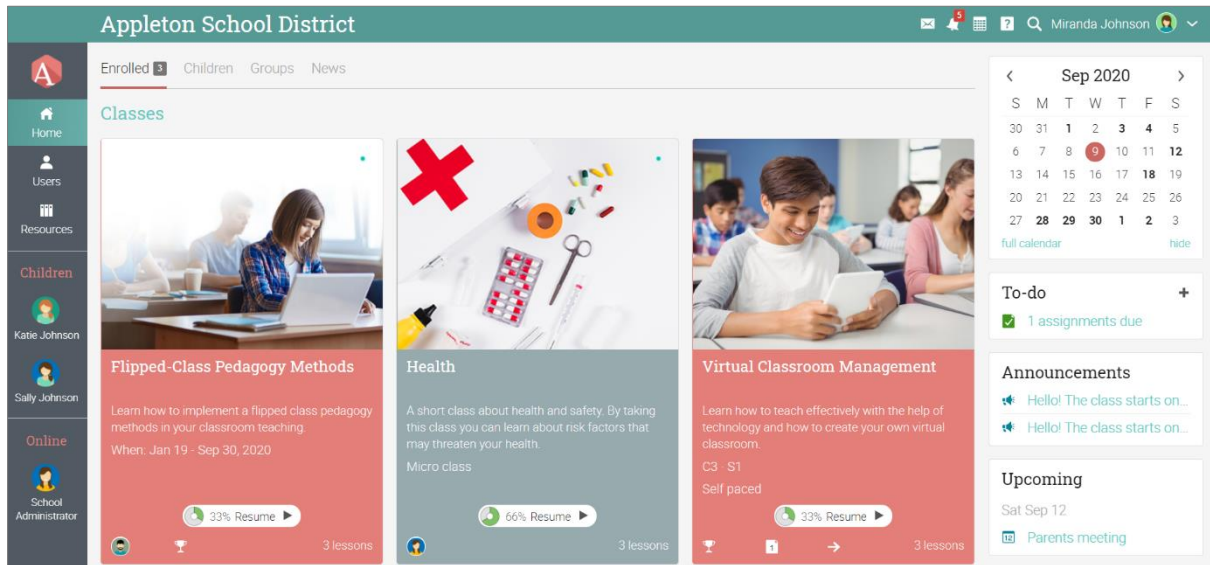 Appleton School District
5
?
Miranda Johnson
A
Home
Users
Resources
Children
Katie Johnson
Sally Johnson
Online
School
Administrator
Enrolled 3 Children Groups News
Classes
Flipped-Class Pedagogy Methods
Learn how to implement a flipped class pedagogy
methods in your classroom teaching.
When: Jan 19 - Sep 30, 2020
33% Resume
3 lessons
Health
A short class about health and safety. By taking
this class you can learn about risk factors that
may threaten your health.
Micro class
66% Resume
3 lessons
Virtual Classroom Management
Learn how to teach effectively with the help of
technology and how to create your own virtual
classroom.
C3 · S1
Self paced
33% Resume
1
3 lessons
< Sep 2020 >
S M T W T F S
30 31 1 2 3 4 5
6 7 8 9 10 11 12
13 14 15 16 17 18 19
20 21 22 23 24 25 26
27 28 29 30 1 2 3
full calendar hide
To-do +
1 assignments due
Announcements
Hello! The class starts on...
Hello! The class starts on...
Upcoming
Sat Sep 12
12 Parents meeting